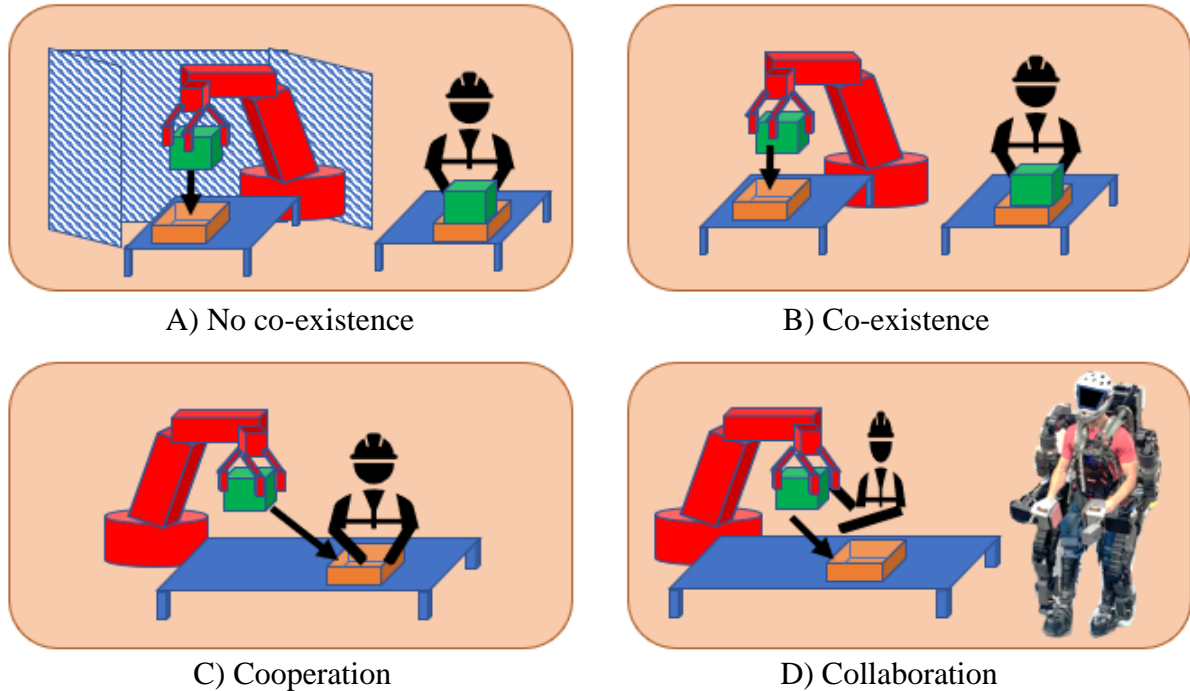 A) No co-existence
B) Co-existence
C) Cooperation
D) Collaboration